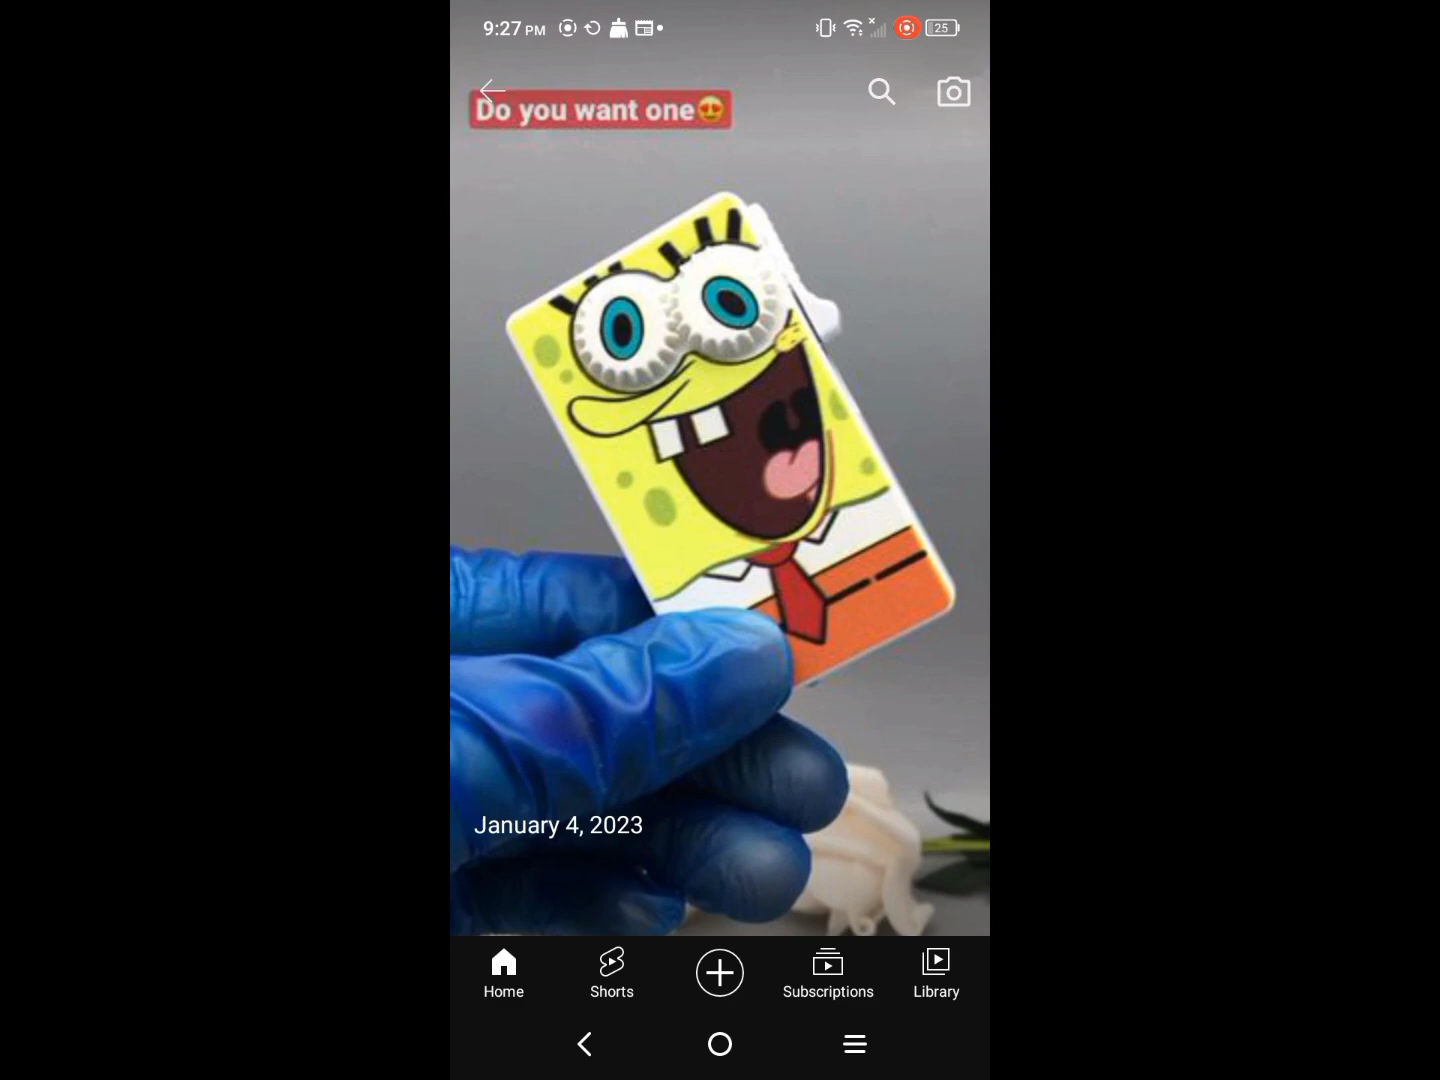 9:27 PM
25
Do you want one😍
January 4, 2023
Home
Shorts
Subscriptions
Library